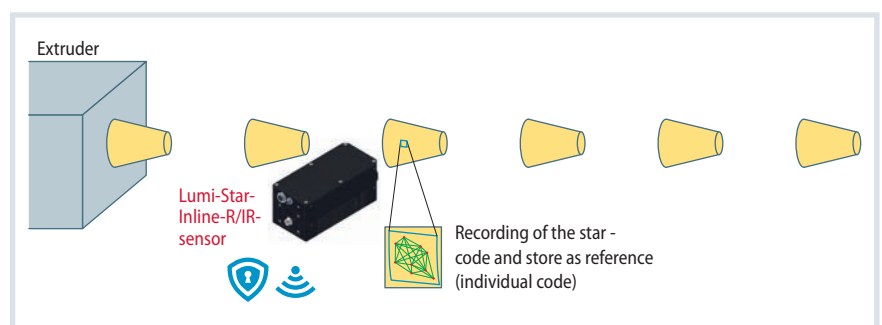 Extruder
Lumi-Star-
Inline-R/IR-
sensor
Recording of the star -
code and store as reference
(individual code)